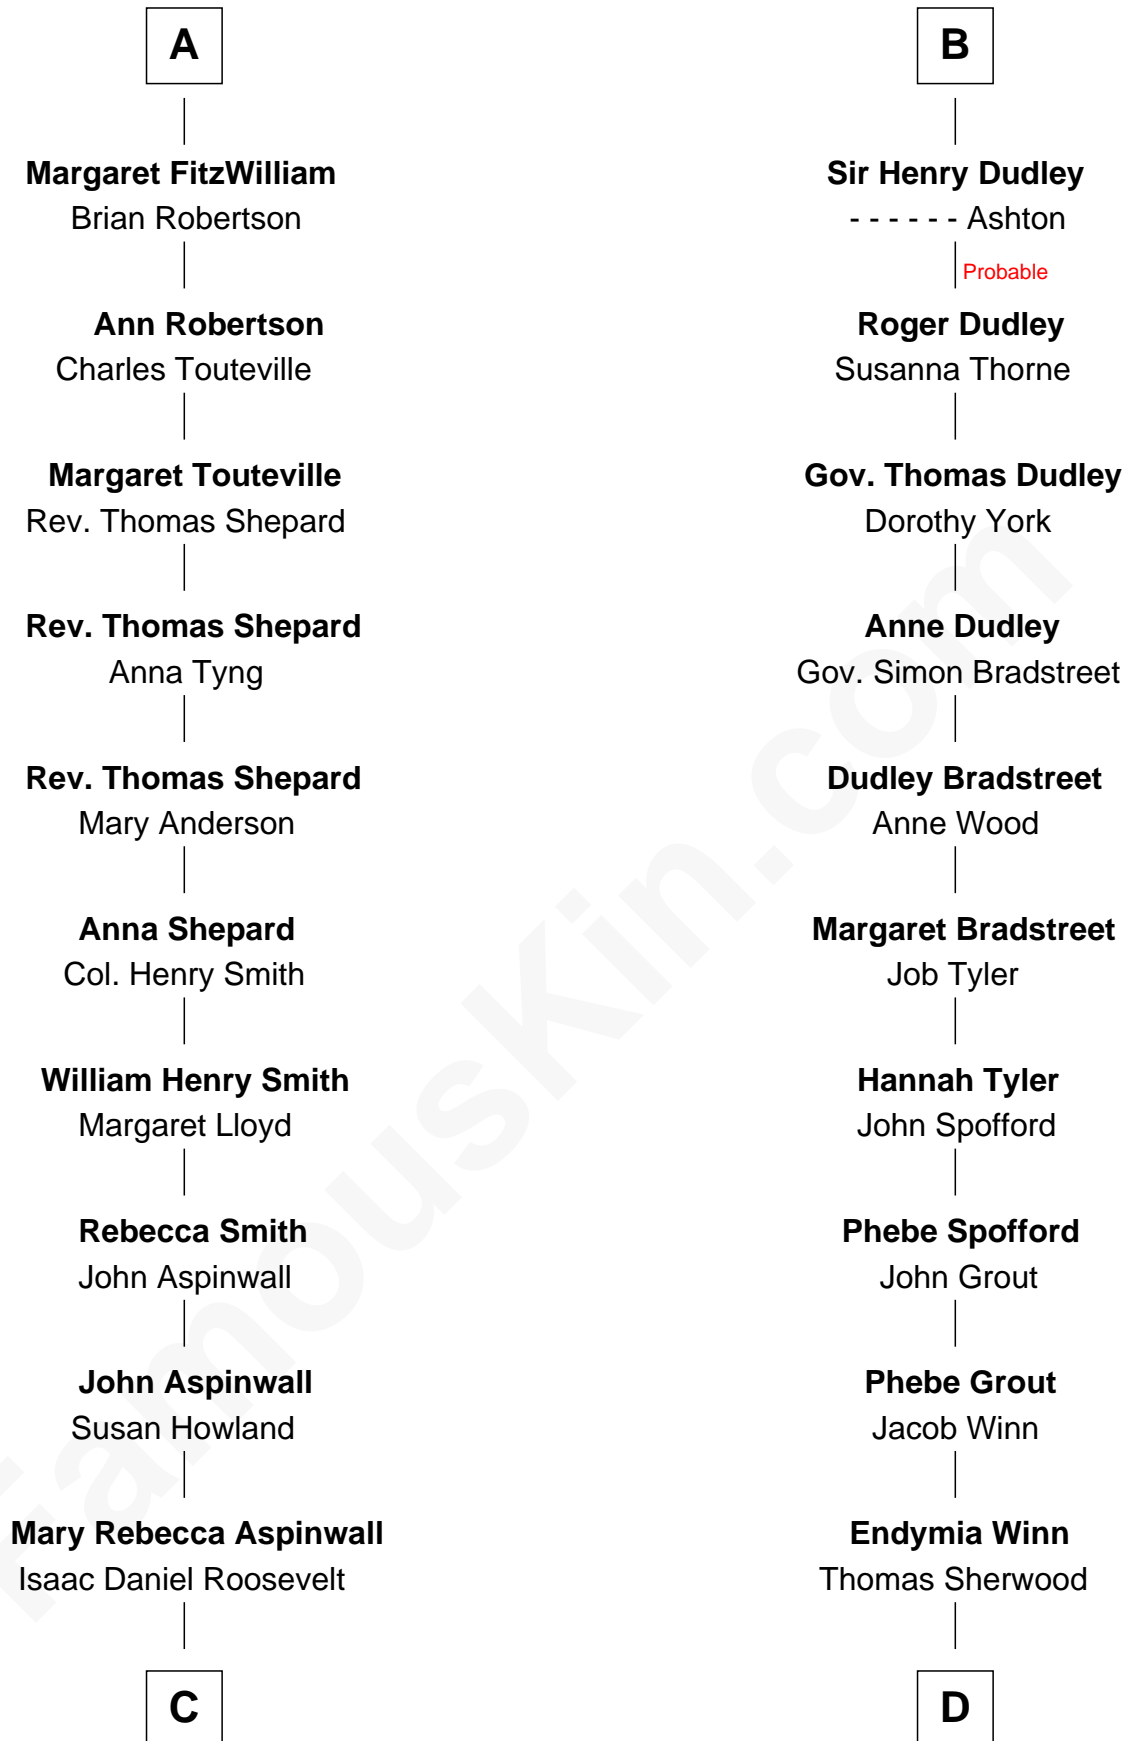 A
Margaret FitzWilliam
Brian Robertson
Ann Robertson
Charles Touteville
Margaret Touteville
Rev. Thomas Shepard
Rev. Thomas Shepard
Anna Tyng
Rev. Thomas Shepard
Mary Anderson
Anna Shepard
Col. Henry Smith
William Henry Smith
Margaret Lloyd
Rebecca Smith
John Aspinwall
John Aspinwall
Susan Howland
Mary Rebecca Aspinwall
Isaac Daniel Roosevelt
C
B
Sir Henry Dudley
- - - - - - Ashton
Probable
Roger Dudley
Susanna Thorne
Gov. Thomas Dudley
Dorothy York
Anne Dudley
Gov. Simon Bradstreet
Dudley Bradstreet
Anne Wood
Margaret Bradstreet
Job Tyler
Hannah Tyler
John Spofford
Phebe Spofford
John Grout
Phebe Grout
Jacob Winn
Endymia Winn
Thomas Sherwood
D
FamousKin.com